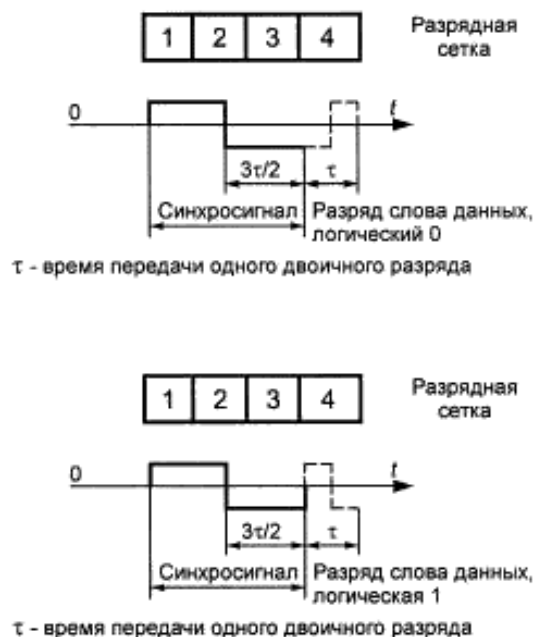 1 2 3 4 Разрядная
сетка
0 t
3τ/2 τ
Синхросигнал Разряд слова данных,
логический 0
τ - время передачи одного двоичного разряда
1 2 3 4 Разрядная
сетка
0 t
3τ/2 τ
Синхросигнал Разряд слова данных,
логическая 1
τ - время передачи одного двоичного разряда